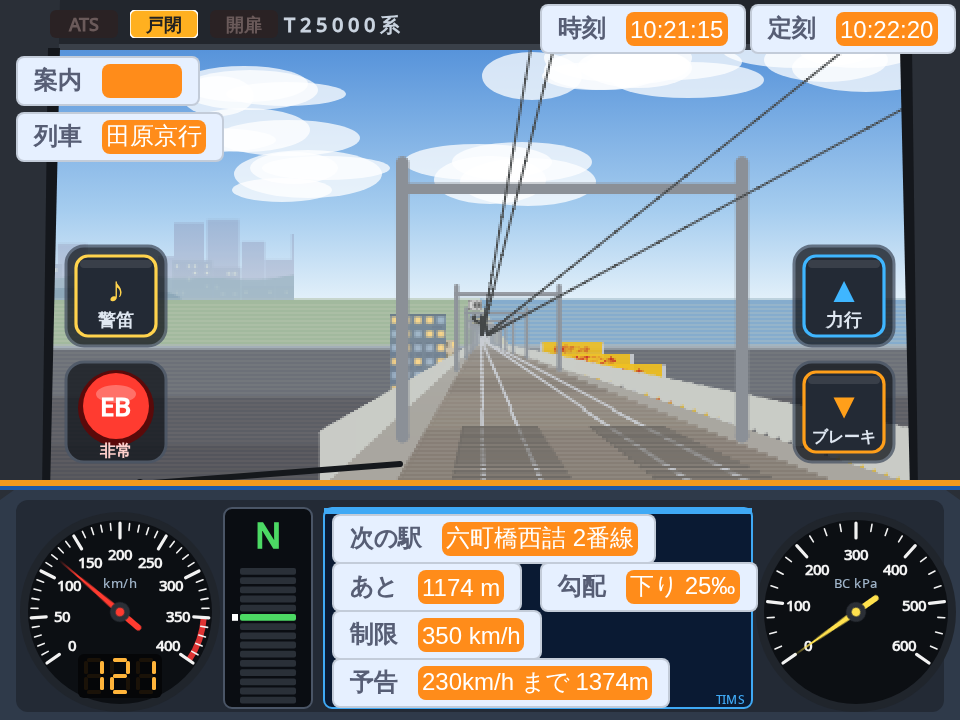 ATS 戸閉 開扉 T25000系
時刻 10:21:15 定刻 10:22:20
案内
列車 田原京行
♪
警笛
EB
非常
▲
力行
▼
ブレーキ
0 50 100 150 200 250 300 350 400
km/h
121
N
次の駅 六町橋西詰 2番線
あと 1174 m 勾配 下り 25‰
制限 350 km/h
予告 230km/h まで 1374m
TIMS
0 100 200 300 400 500 600
BC kPa